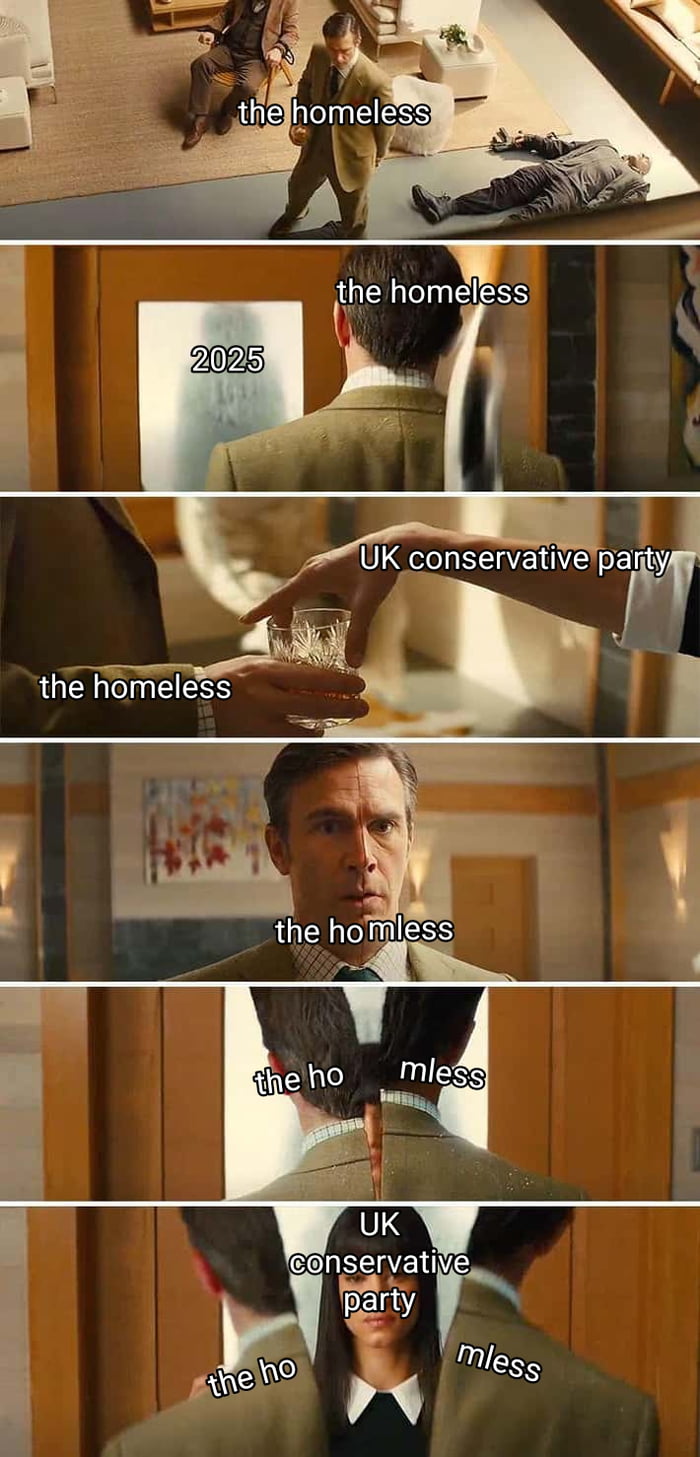 the homeless
the homeless
2025
UK conservative party
the homeless
the homless
the ho mless
UK
conservative
party
the ho mless